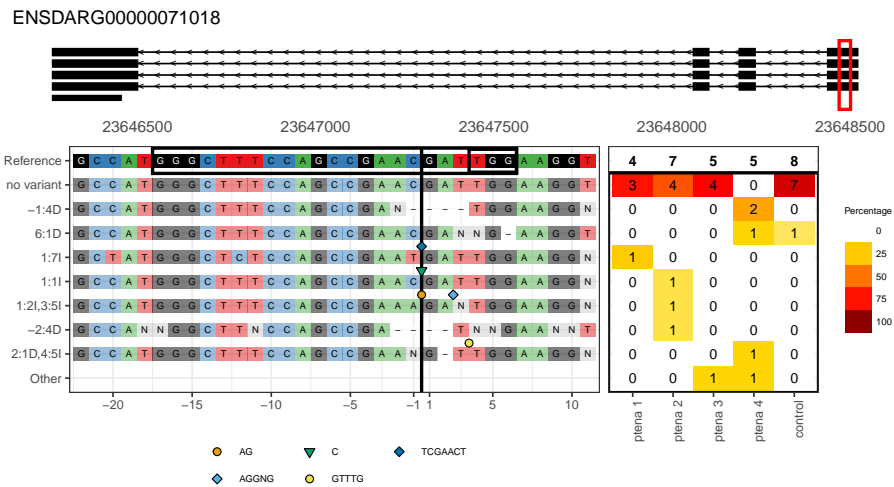 ENSDARG00000071018
23646500 23647000 23647500 23648000 23648500
Reference G C C A T G G G C T T T C C A G C C G A A C G A T T G G A A G G T 4 7 5 5 8
no variant G C C A T G G G C T T T C C A G C C G A A C G A T T G G A A G G T 3 4 4 0 7
−1:4D G C C A T G G G C T T T C C A G C C G A N - - - - T G G A A G G N 0 0 0 2 0
6:1D G C C A T G G G C T T T C C A G C C G A A C G A N N G - A A G G T 0 0 0 1 1
1:7I G C T A T G G G C T C T C C A G C C G A A T G A T T G G A A G G N 1 0 0 0 0
1:1I G C C A T G G G C T T T C C A G C C G A A C G A T T G G A A G G N 0 1 0 0 0
1:2I,3:5I G C C A T G G G C T T T C C A G C C G A A A G A N T G G A A G G N 0 1 0 0 0
−2:4D G C C A N N G G C T T N C C A G C C G A - - - - T N N G A A N N T 0 1 0 0 0
2:1D,4:5I G C C A T G G G C T T T C C A G C C G A A N G - T T G G A A G G N 0 0 0 1 0
Other 0 0 1 1 0
−20 −15 −10 −5 −1 1 5 10
ptena 1 ptena 2 ptena 3 ptena 4 control
Percentage
0
25
50
75
100
AG C TCGAACT
AGGNG GTTTG